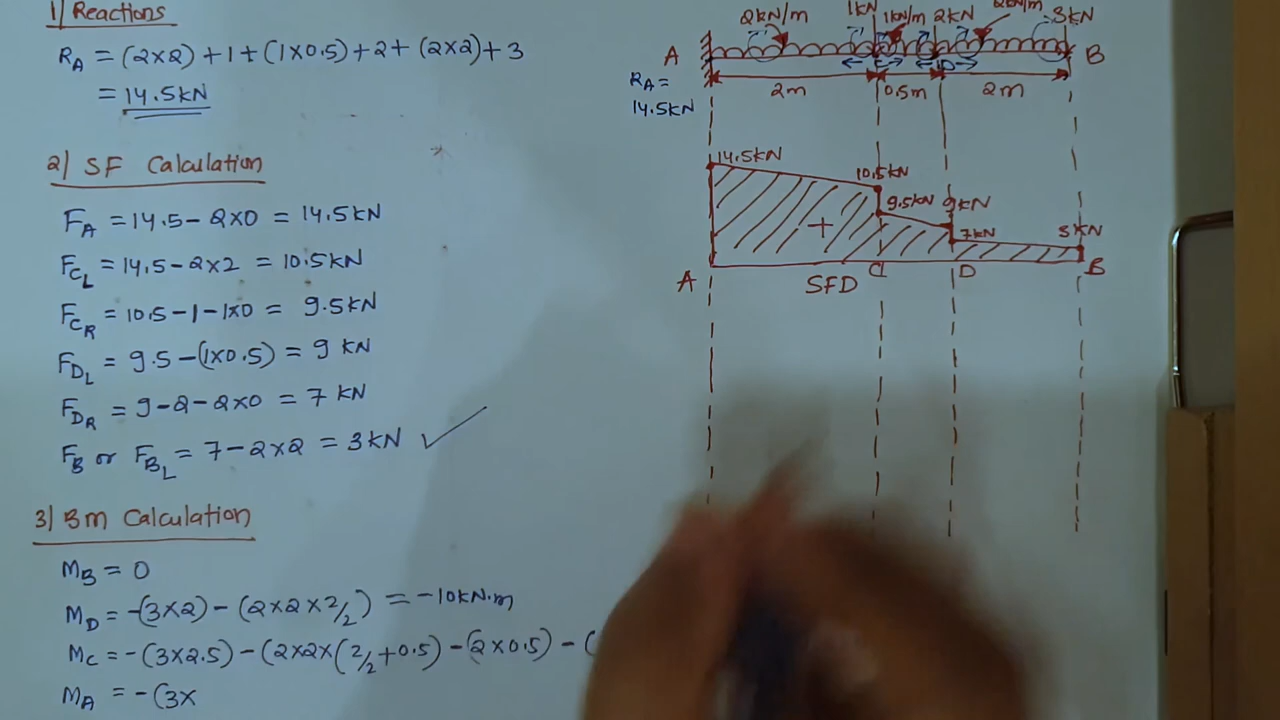 1) Reactions
RA = (2×2) + 1 + (1×0.5) + 2 + (2×2) + 3
= 14.5kN
2) SF Calculation
FA = 14.5 - 2×0 = 14.5kN
FCL = 14.5 - 2×2 = 10.5kN
FCR = 10.5 - 1 - 1×0 = 9.5kN
FDL = 9.5 - (1×0.5) = 9 kN
FDR = 9 - 2 - 2×0 = 7 kN
FB or FBL = 7 - 2×2 = 3kN ✓
3) Bm Calculation
MB = 0
MD = -(3×2) - (2×2×2/2) = -10kN.m
MC = -(3×2.5) - (2×2×(2/2+0.5) - (2×0.5) - (
MA = -(3×
2kN/m 1kN 1kN/m 2kN 2kN/m 3kN
A C D B
RA =
14.5kN
2m 0.5m 2m
14.5kN 10.5kN
9.5kN 9kN
+ 7kN 3kN
A SFD C D B